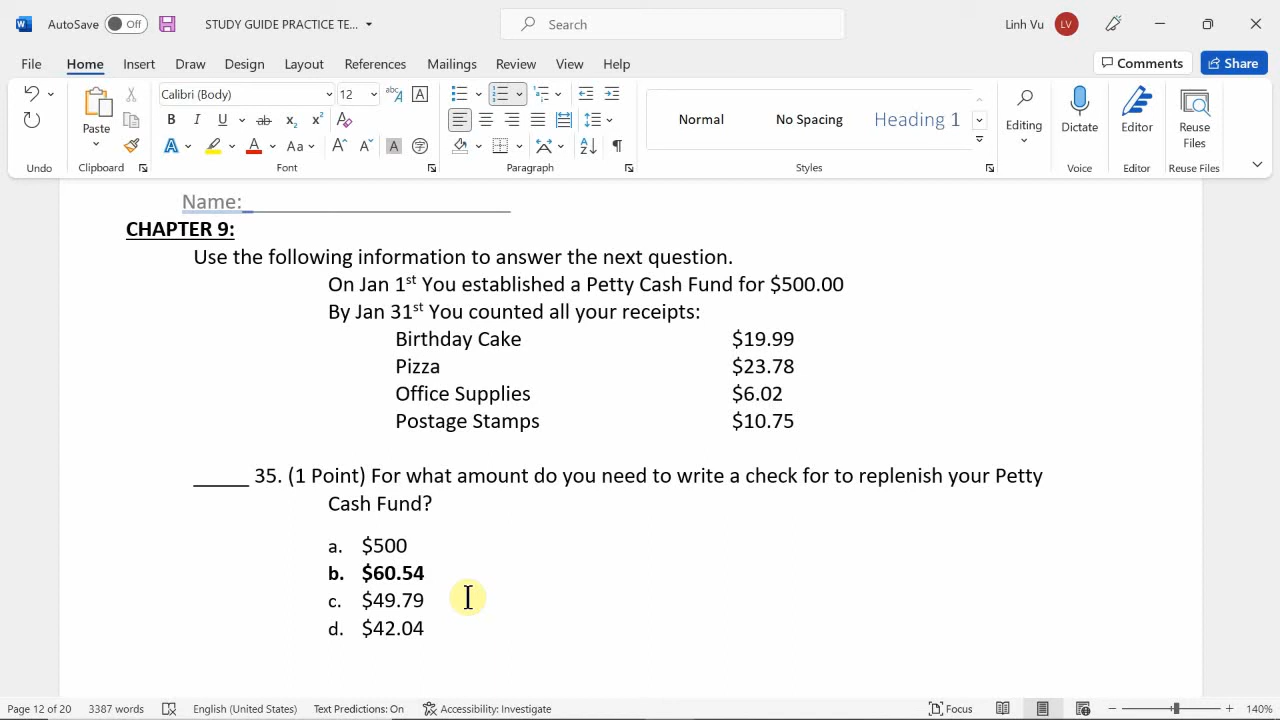 AutoSave Off STUDY GUIDE PRACTICE TE... Search Linh Vu LV
File Home Insert Draw Design Layout References Mailings Review View Help Comments Share
Calibri (Body) 12
Paste
Normal No Spacing Heading 1
Editing Dictate Editor Reuse Files
B I U ab x₂ x² A
A Aa A A A
Undo Clipboard Font Paragraph Styles Voice Editor Reuse Files
Name:_
CHAPTER 9:
Use the following information to answer the next question.
On Jan 1st You established a Petty Cash Fund for $500.00
By Jan 31st You counted all your receipts:
Birthday Cake $19.99
Pizza $23.78
Office Supplies $6.02
Postage Stamps $10.75
_____ 35. (1 Point) For what amount do you need to write a check for to replenish your Petty
Cash Fund?
a. $500
b. $60.54
c. $49.79
d. $42.04
Page 12 of 20 3387 words English (United States) Text Predictions: On Accessibility: Investigate Focus 140%